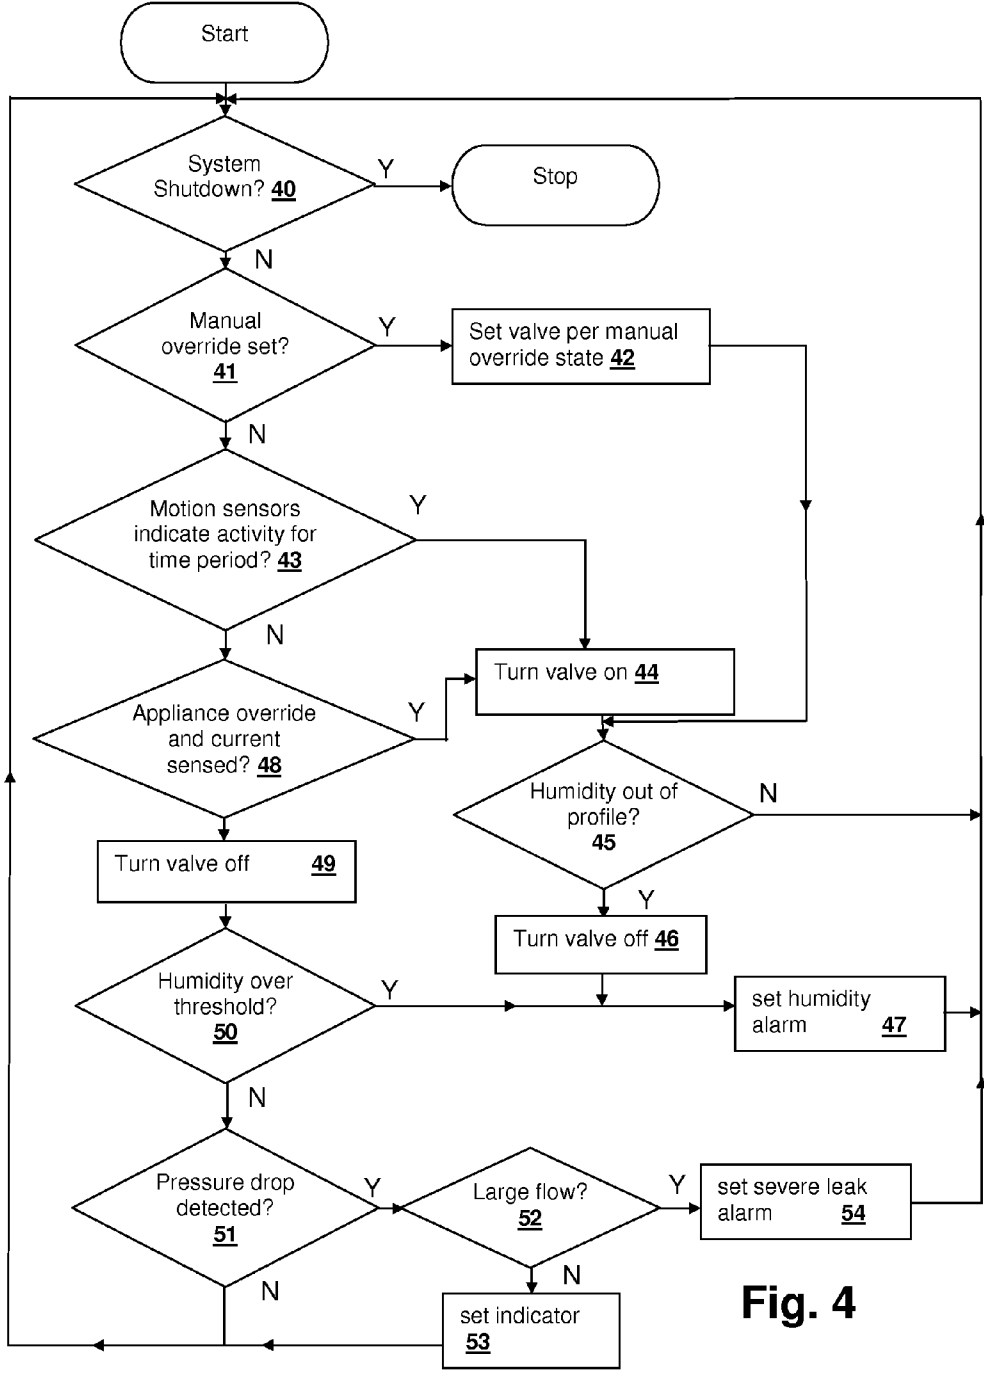 Start
System
Shutdown? 40
Y
Stop
N
Manual
override set?
41
Y
Set valve per manual
override state 42
N
Motion sensors
indicate activity for
time period? 43
Y
N
Turn valve on 44
Appliance override
and current
sensed? 48
Y
Humidity out of
profile?
45
N
Y
Turn valve off 49
Turn valve off 46
Humidity over
threshold?
50
Y
set humidity
alarm 47
N
Pressure drop
detected?
51
Y
Large flow?
52
Y
set severe leak
alarm 54
N
N
set indicator
53
Fig. 4